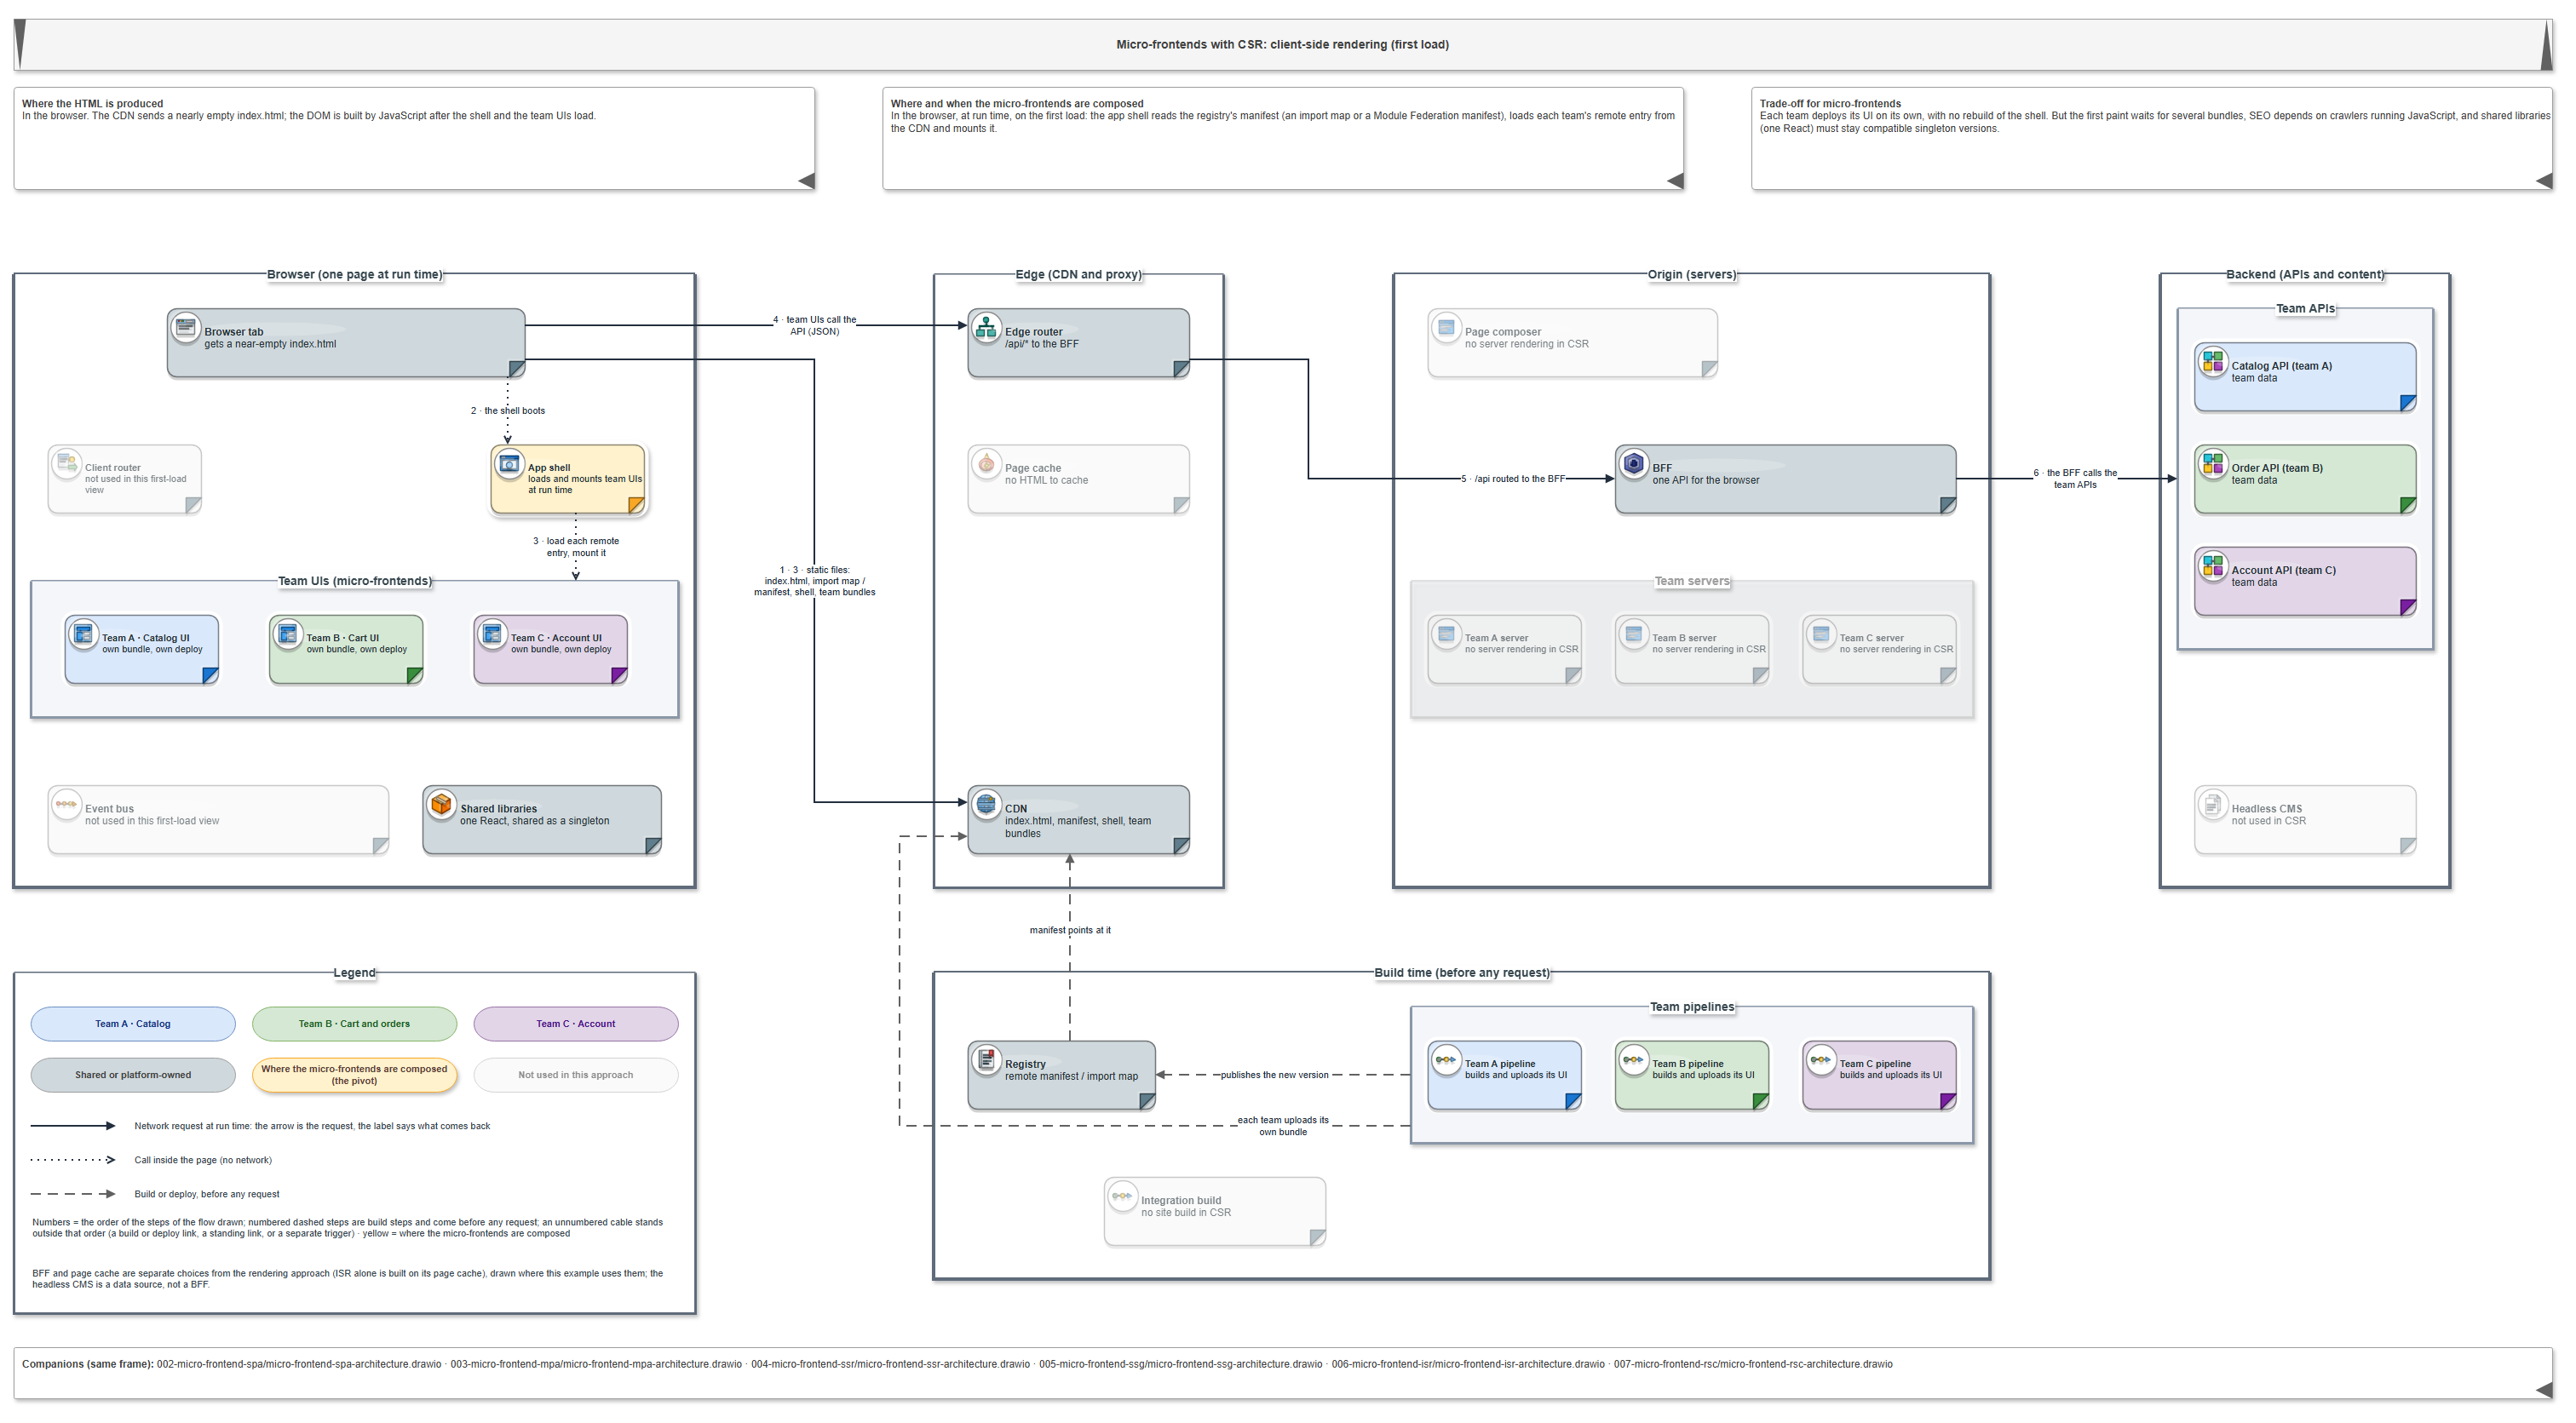 Micro-frontends with CSR: client-side rendering (first load)
Where the HTML is produced
In the browser. The CDN sends a nearly empty index.html; the DOM is built by JavaScript after the shell and the team UIs load.
Where and when the micro-frontends are composed
In the browser, at run time, on the first load: the app shell reads the registry's manifest (an import map or a Module Federation manifest), loads each team's remote entry from
the CDN and mounts it.
Trade-off for micro-frontends
Each team deploys its UI on its own, with no rebuild of the shell. But the first paint waits for several bundles, SEO depends on crawlers running JavaScript, and shared libraries
(one React) must stay compatible singleton versions.
Browser (one page at run time)
Browser tab
gets a near-empty index.html
2 · the shell boots
Client router
not used in this first-load
view
App shell
loads and mounts team UIs
at run time
3 · load each remote
entry, mount it
Team UIs (micro-frontends)
Team A · Catalog UI
own bundle, own deploy
Team B · Cart UI
own bundle, own deploy
Team C · Account UI
own bundle, own deploy
Event bus
not used in this first-load view
Shared libraries
one React, shared as a singleton
4 · team UIs call the
API (JSON)
1 · 3 · static files:
index.html, import map /
manifest, shell, team bundles
Edge (CDN and proxy)
Edge router
/api/* to the BFF
Page cache
no HTML to cache
CDN
index.html, manifest, shell, team
bundles
5 · /api routed to the BFF
Origin (servers)
Page composer
no server rendering in CSR
BFF
one API for the browser
Team servers
Team A server
no server rendering in CSR
Team B server
no server rendering in CSR
Team C server
no server rendering in CSR
6 · the BFF calls the
team APIs
Backend (APIs and content)
Team APIs
Catalog API (team A)
team data
Order API (team B)
team data
Account API (team C)
team data
Headless CMS
not used in CSR
manifest points at it
Legend
Team A · Catalog
Team B · Cart and orders
Team C · Account
Shared or platform-owned
Where the micro-frontends are composed
(the pivot)
Not used in this approach
Network request at run time: the arrow is the request, the label says what comes back
Call inside the page (no network)
Build or deploy, before any request
Numbers = the order of the steps of the flow drawn; numbered dashed steps are build steps and come before any request; an unnumbered cable stands
outside that order (a build or deploy link, a standing link, or a separate trigger) · yellow = where the micro-frontends are composed
BFF and page cache are separate choices from the rendering approach (ISR alone is built on its page cache), drawn where this example uses them; the
headless CMS is a data source, not a BFF.
Build time (before any request)
Registry
remote manifest / import map
publishes the new version
each team uploads its
own bundle
Team pipelines
Team A pipeline
builds and uploads its UI
Team B pipeline
builds and uploads its UI
Team C pipeline
builds and uploads its UI
Integration build
no site build in CSR
Companions (same frame): 002-micro-frontend-spa/micro-frontend-spa-architecture.drawio · 003-micro-frontend-mpa/micro-frontend-mpa-architecture.drawio · 004-micro-frontend-ssr/micro-frontend-ssr-architecture.drawio · 005-micro-frontend-ssg/micro-frontend-ssg-architecture.drawio · 006-micro-frontend-isr/micro-frontend-isr-architecture.drawio · 007-micro-frontend-rsc/micro-frontend-rsc-architecture.drawio